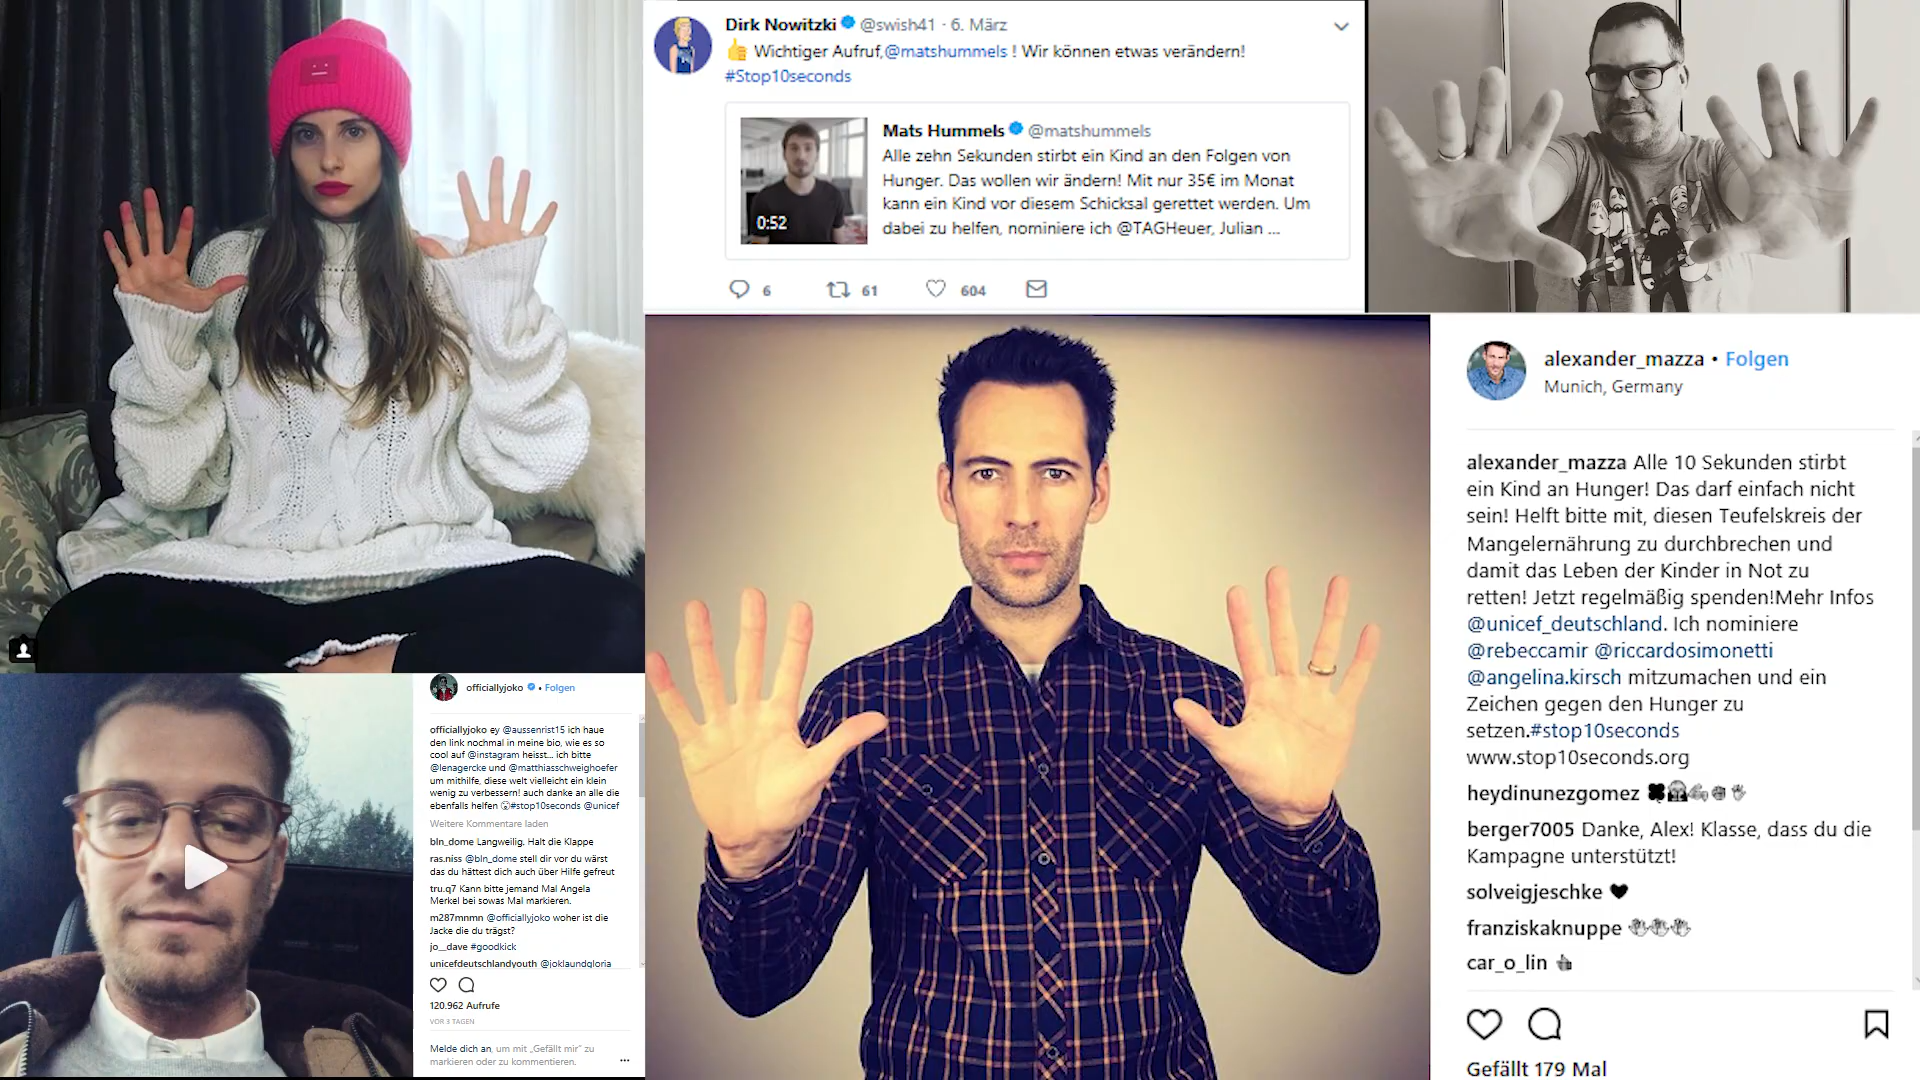 Dirk Nowitzki @swish41 · 6. März
👍 Wichtiger Aufruf,@matshummels ! Wir können etwas verändern!
#Stop10seconds
Mats Hummels @matshummels
Alle zehn Sekunden stirbt ein Kind an den Folgen von
Hunger. Das wollen wir ändern! Mit nur 35€ im Monat
kann ein Kind vor diesem Schicksal gerettet werden. Um
dabei zu helfen, nominiere ich @TAGHeuer, Julian ...
0:52
6 61 604
alexander_mazza • Folgen
Munich, Germany
alexander_mazza Alle 10 Sekunden stirbt
ein Kind an Hunger! Das darf einfach nicht
sein! Helft bitte mit, diesen Teufelskreis der
Mangelernährung zu durchbrechen und
damit das Leben der Kinder in Not zu
retten! Jetzt regelmäßig spenden!Mehr Infos
@unicef_deutschland. Ich nominiere
@rebeccamir @riccardosimonetti
@angelina.kirsch mitzumachen und ein
Zeichen gegen den Hunger zu
setzen.#stop10seconds
www.stop10seconds.org
heydinunezgomez
berger7005 Danke, Alex! Klasse, dass du die
Kampagne unterstützt!
solveigjeschke ♥
franziskaknuppe
car_o_lin
Gefällt 179 Mal
officiallyjoko • Folgen
officiallyjoko ey @aussenrist15 ich haue
den link nochmal in meine bio, wie es so
cool auf @instagram heisst... ich bitte
@lenagercke und @matthiasschweighoefer
um mithilfe, diese welt vielleicht ein klein
wenig zu verbessern! auch danke an alle die
ebenfalls helfen #stop10seconds @unicef
Weitere Kommentare laden
bln_dome Langweilig. Halt die Klappe
ras.niss @bln_dome stell dir vor du wärst
das du hättest dich auch über Hilfe gefreut
tru.q7 Kann bitte jemand Mal Angela
Merkel bei sowas Mal markieren.
m287mnmn @officiallyjoko woher ist die
Jacke die du trägst?
jo__dave #goodkick
unicefdeutschlandyouth @joklaundgloria
120.962 Aufrufe
VOR 3 TAGEN
Melde dich an, um mit „Gefällt mir" zu
markieren oder zu kommentieren.
...